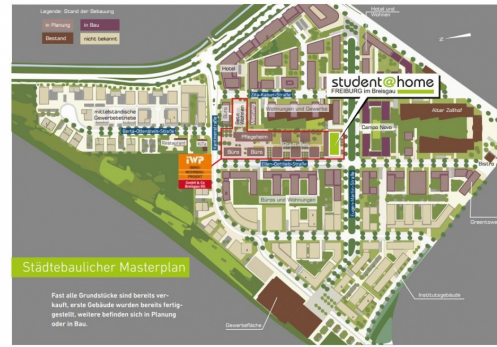 Legende: Stand der Bebauung
in Planung
in Bau
Bestand
nicht bekannt
Hotel und
Wohnen
Hotel
student@home
FREIBURG im Breisgau
mittelständische
Gewerbebetriebe
Wohnungen und Gewerbe
Alter Zollhof
Campo Novo
Pflegeheim
Restaurant
Kita
Büro
Büro
Bistro
iWP
Büros und Wohnungen
Städtebaulicher Masterplan
Fast alle Grundstücke sind bereits ver-
kauft, erste Gebäude wurden bereits fertig-
gestellt, weitere befinden sich in Planung
oder in Bau.
Institutsgebäude
Gewerbefläche